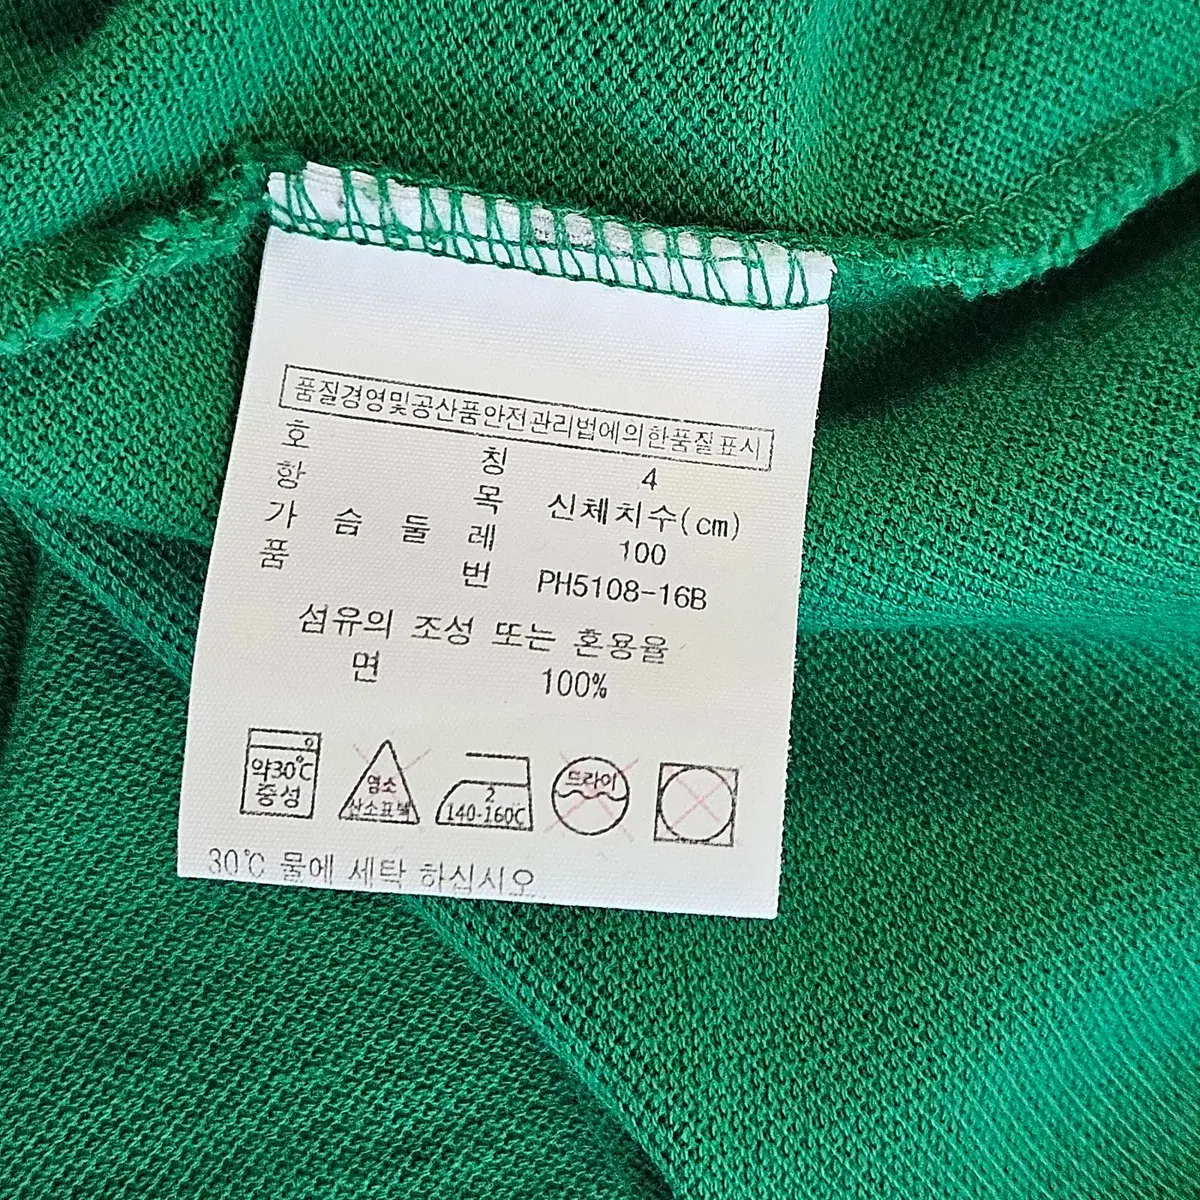 품질경영및공산품안전관리법에의한품질표시
호 칭 4
항 목 신체치수(cm)
가 슴 둘 레 100
품 번 PH5108-16B
섬유의 조성 또는 혼용율
면 100%
약30℃
중성
염소
산소표백
2
140-160C
드라이
30℃ 물에 세탁 하십시오